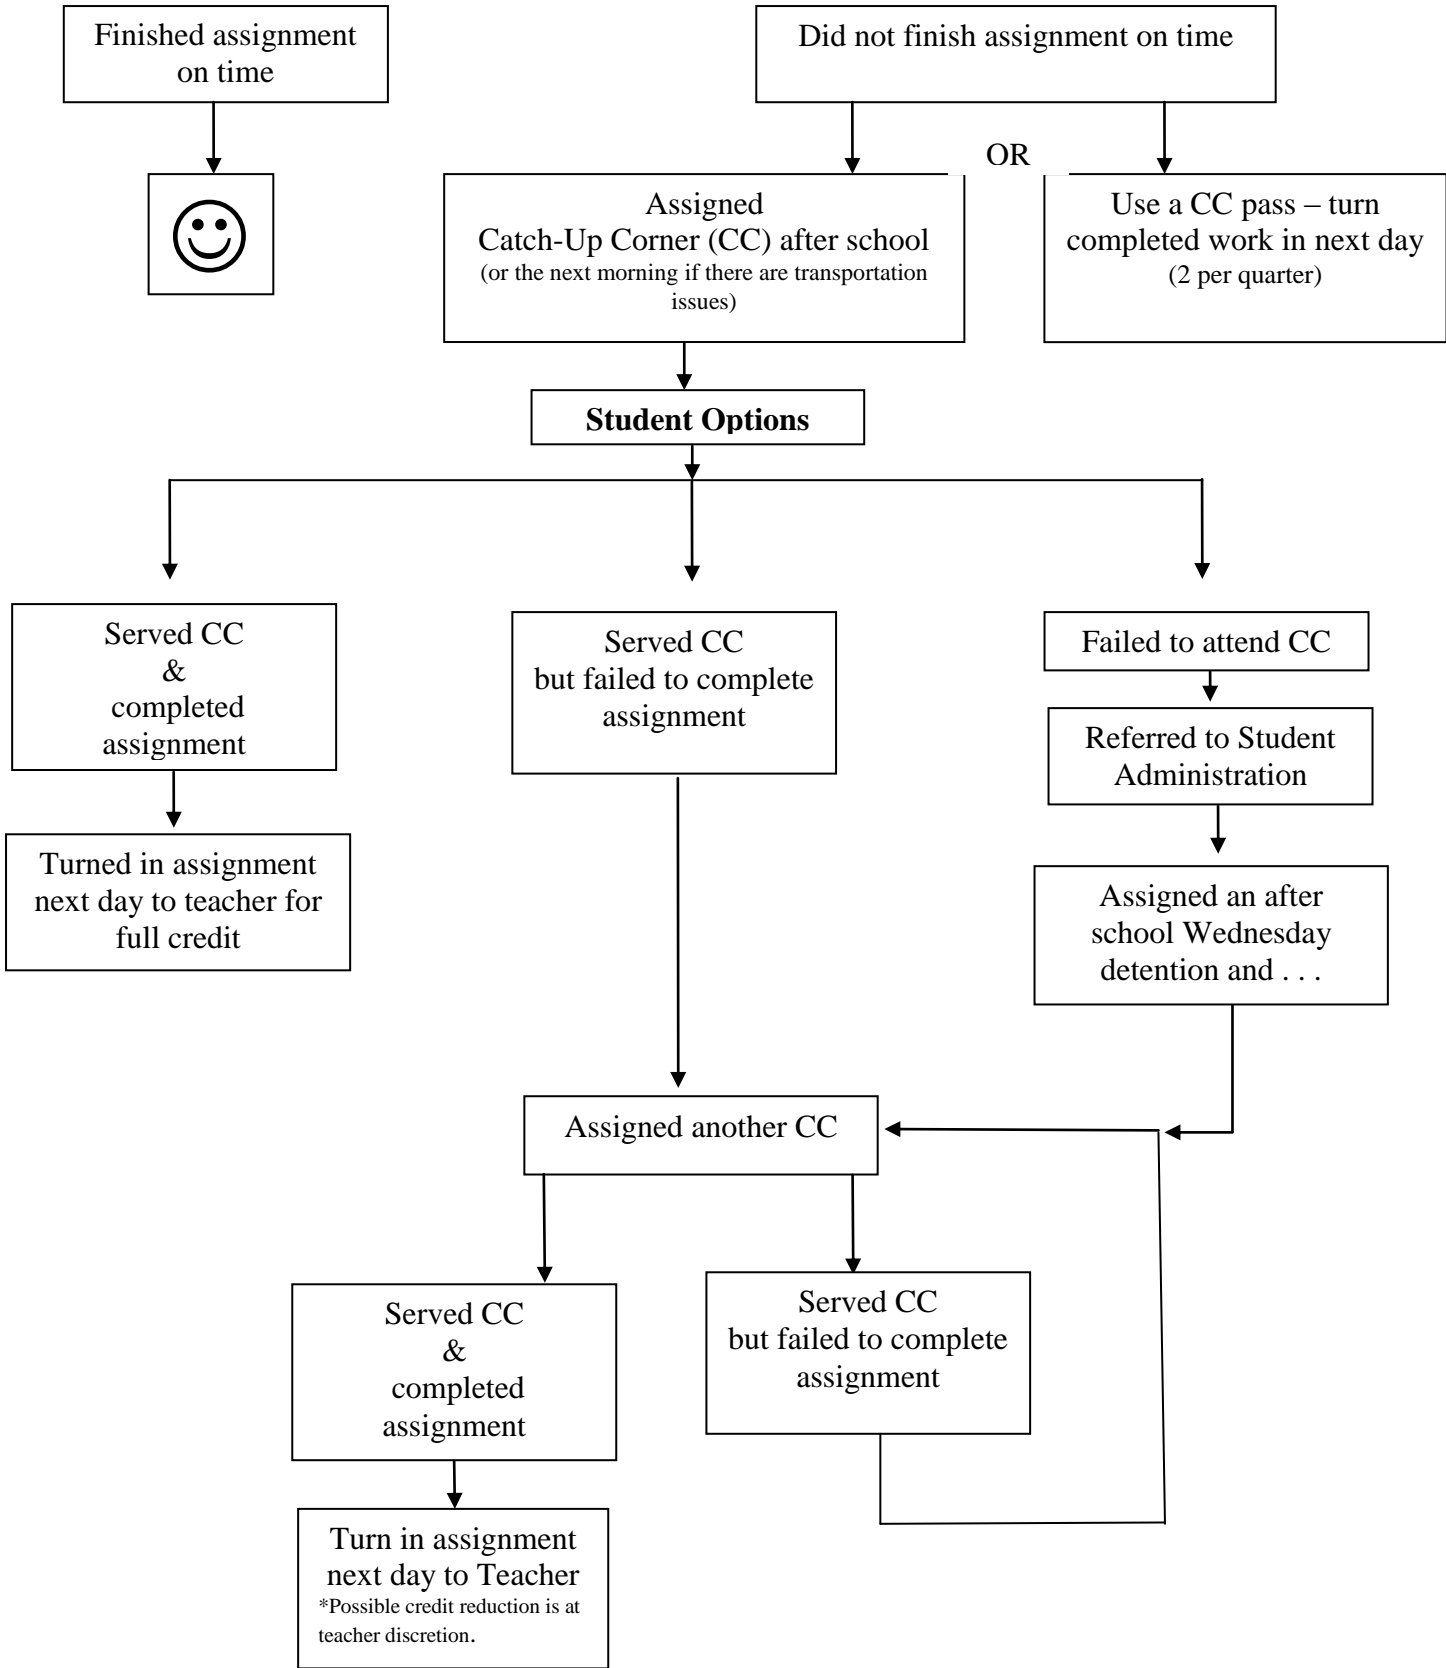 Finished assignment
on time
Did not finish assignment on time
OR
Assigned
Catch-Up Corner (CC) after school
(or the next morning if there are transportation
issues)
Use a CC pass – turn
completed work in next day
(2 per quarter)
Student Options
Served CC
&
completed
assignment
Served CC
but failed to complete
assignment
Failed to attend CC
Referred to Student
Administration
Turned in assignment
next day to teacher for
full credit
Assigned an after
school Wednesday
detention and . . .
Assigned another CC
Served CC
&
completed
assignment
Served CC
but failed to complete
assignment
Turn in assignment
next day to Teacher
*Possible credit reduction is at
teacher discretion.